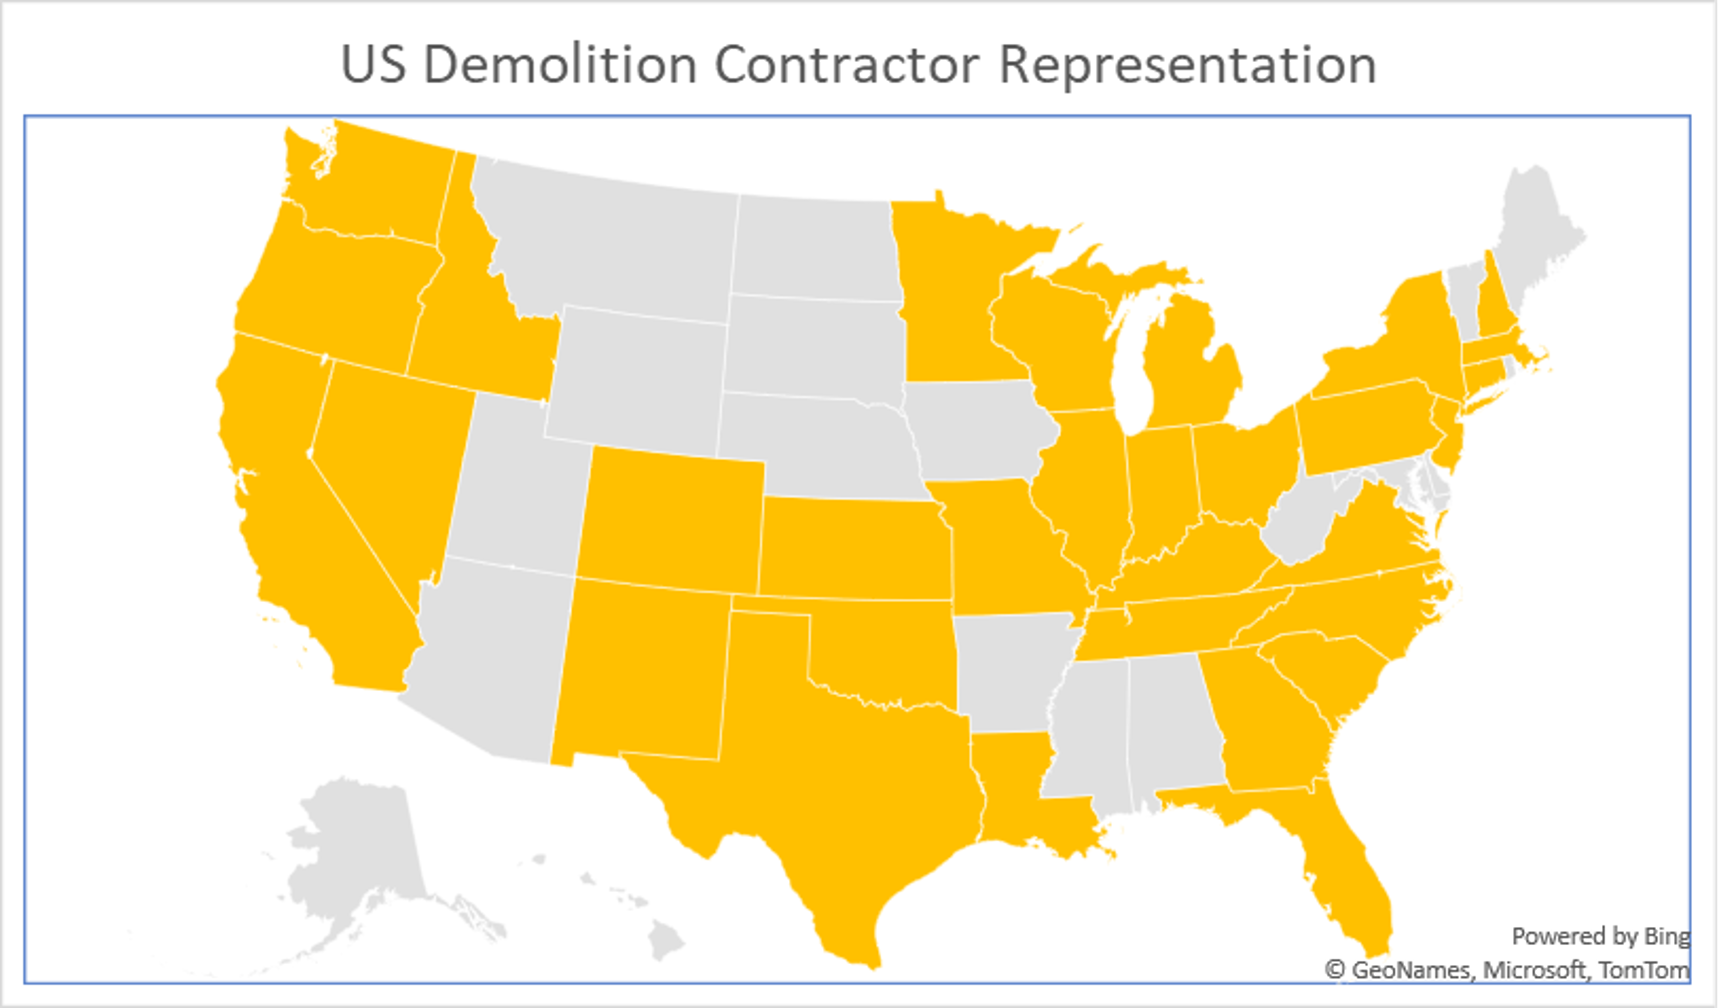 US Demolition Contractor Representation
Powered by Bing
© GeoNames, Microsoft, TomTom